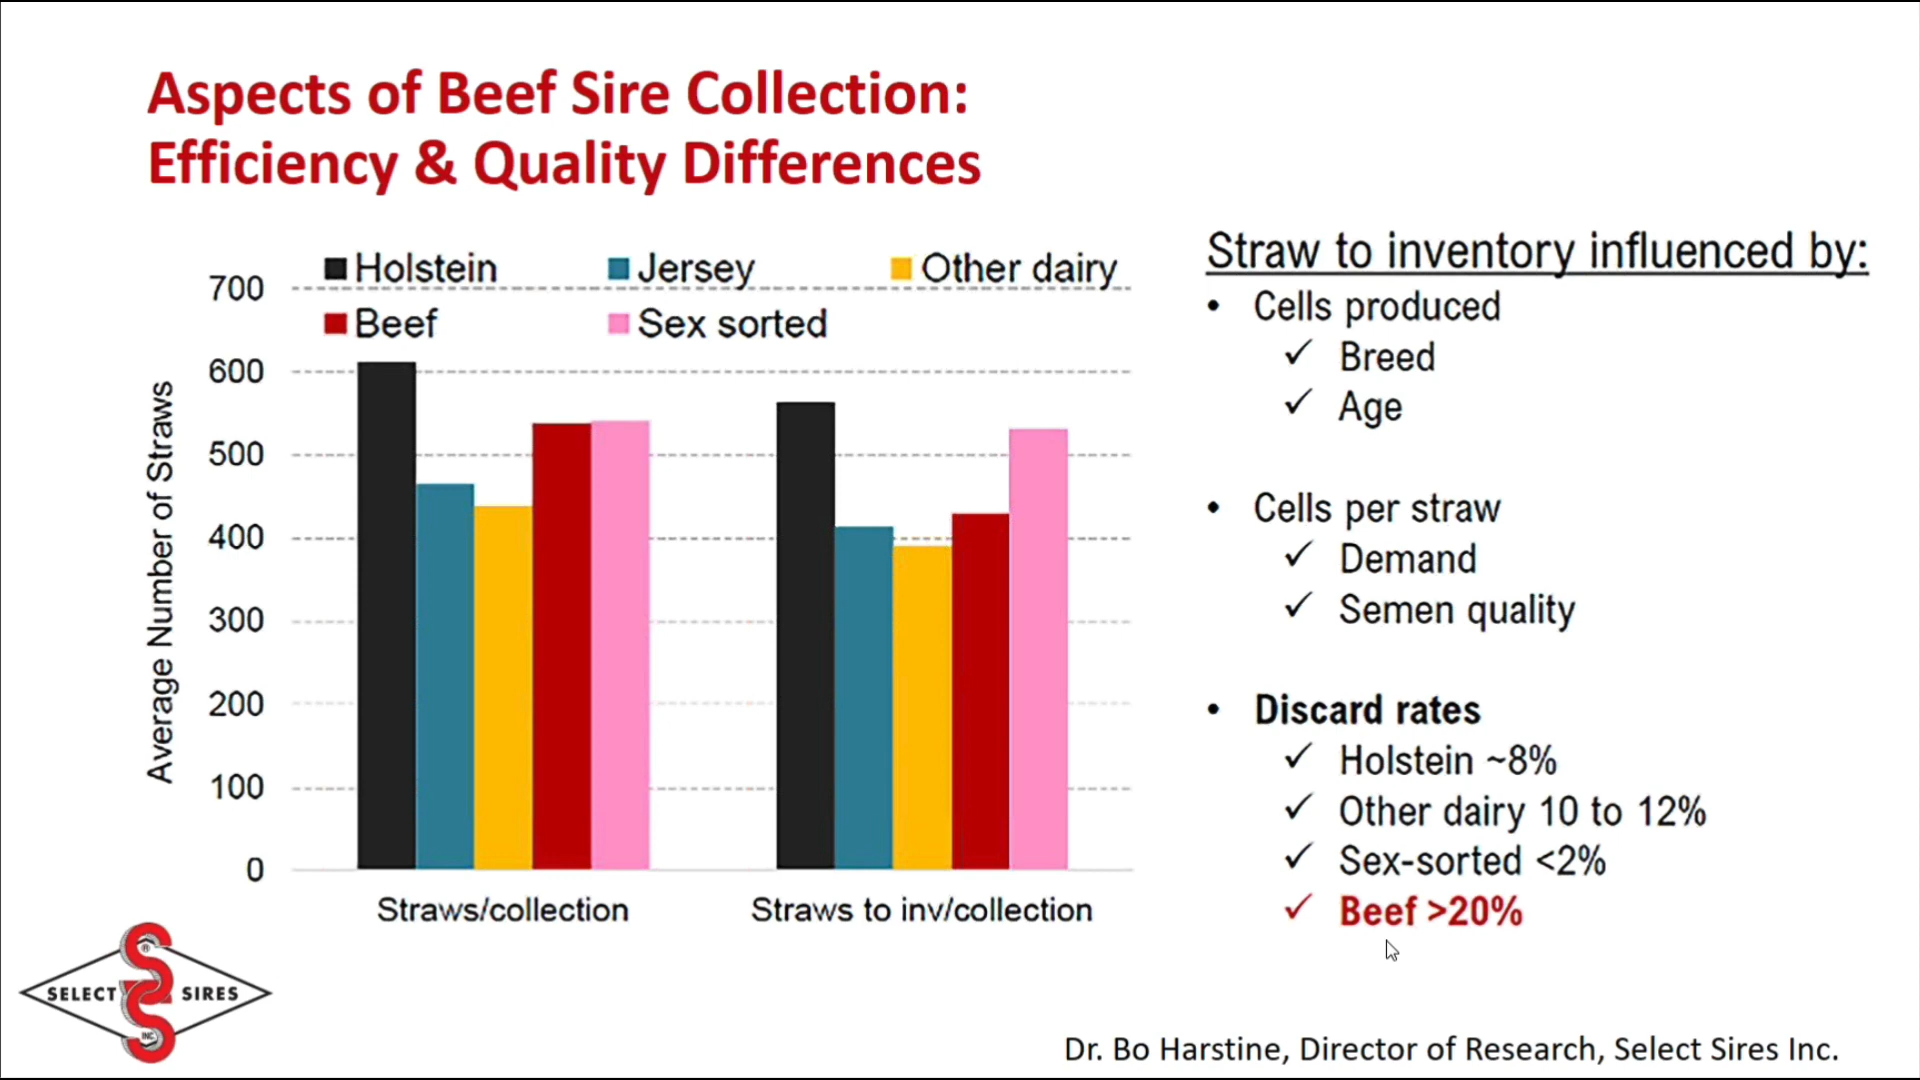 Aspects of Beef Sire Collection:
Efficiency & Quality Differences
Holstein
Jersey
Other dairy
Beef
Sex sorted
Average Number of Straws
700
600
500
400
300
200
100
0
Straws/collection
Straws to inv/collection
Straw to inventory influenced by:
• Cells produced
✓ Breed
✓ Age
• Cells per straw
✓ Demand
✓ Semen quality
• Discard rates
✓ Holstein ~8%
✓ Other dairy 10 to 12%
✓ Sex-sorted <2%
✓ Beef >20%
®
SELECT SIRES
INC.
Dr. Bo Harstine, Director of Research, Select Sires Inc.